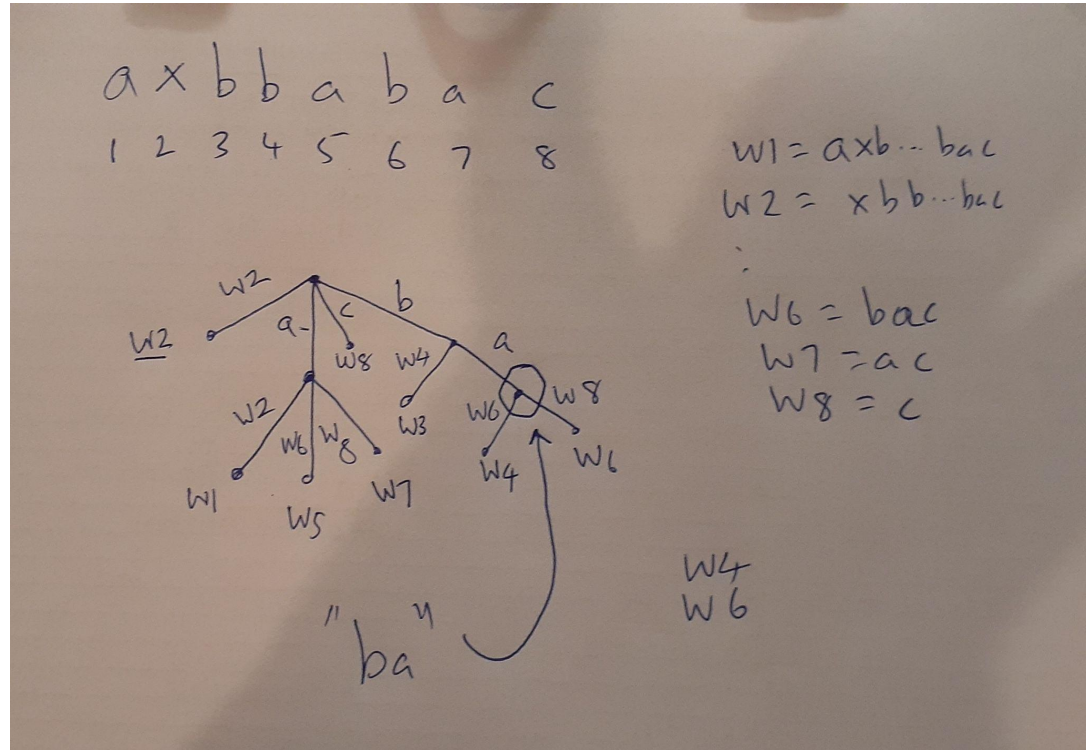 a x b b a b a c
1 2 3 4 5 6 7 8
W1 = axb... bac
W2 = xbb...bac
:
W6 = bac
W7 = ac
W8 = c
W2
b
W2
a
c
W8
W4
a
W3
W6
W8
W2
W6
W8
W4
W6
W1
W5
W7
W4
W6
"ba"